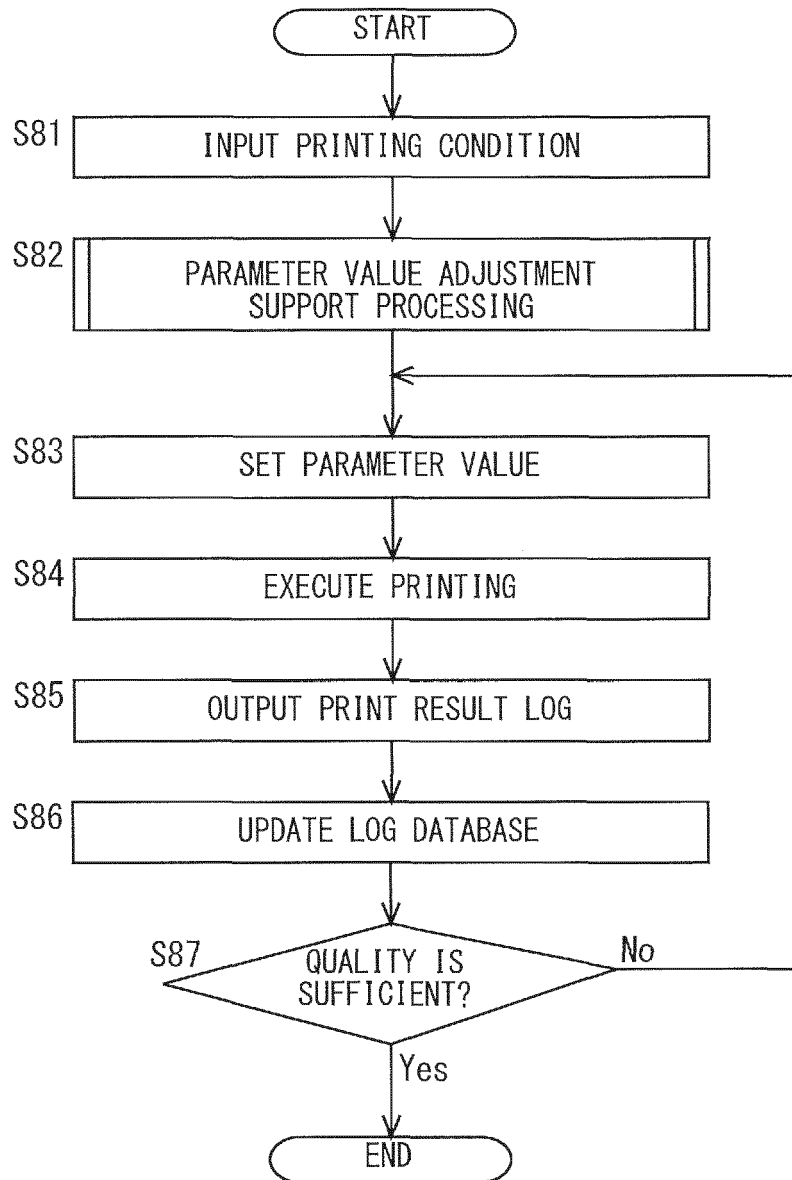 START
S81
INPUT PRINTING CONDITION
S82
PARAMETER VALUE ADJUSTMENT
SUPPORT PROCESSING
S83
SET PARAMETER VALUE
S84
EXECUTE PRINTING
S85
OUTPUT PRINT RESULT LOG
S86
UPDATE LOG DATABASE
S87
QUALITY IS
SUFFICIENT?
No
Yes
END